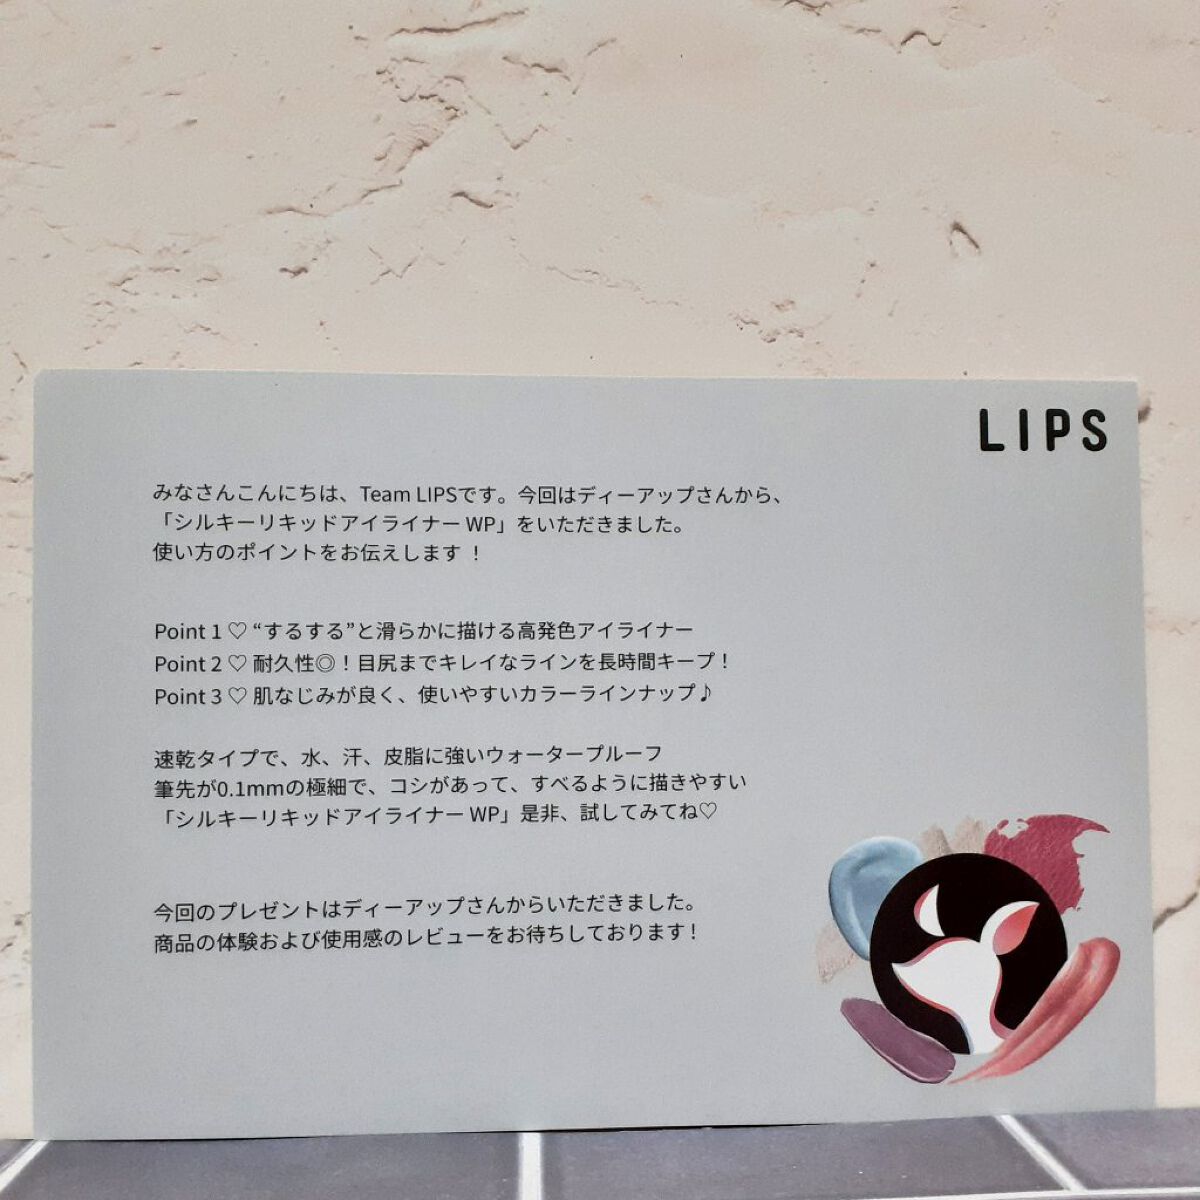 LIPS
みなさんこんにちは、Team LIPSです。今回はディーアップさんから、
「シルキーリキッドアイライナー WP」をいただきました。
使い方のポイントをお伝えします！
Point 1 ♡ “するする”と滑らかに描ける高発色アイライナー
Point 2 ♡ 耐久性◎！目尻までキレイなラインを長時間キープ！
Point 3 ♡ 肌なじみが良く、使いやすいカラーラインナップ♪
速乾タイプで、水、汗、皮脂に強いウォータープルーフ
筆先が0.1mmの極細で、コシがあって、すべるように描きやすい
「シルキーリキッドアイライナー WP」是非、試してみてね♡
今回のプレゼントはディーアップさんからいただきました。
商品の体験および使用感のレビューをお待ちしております！